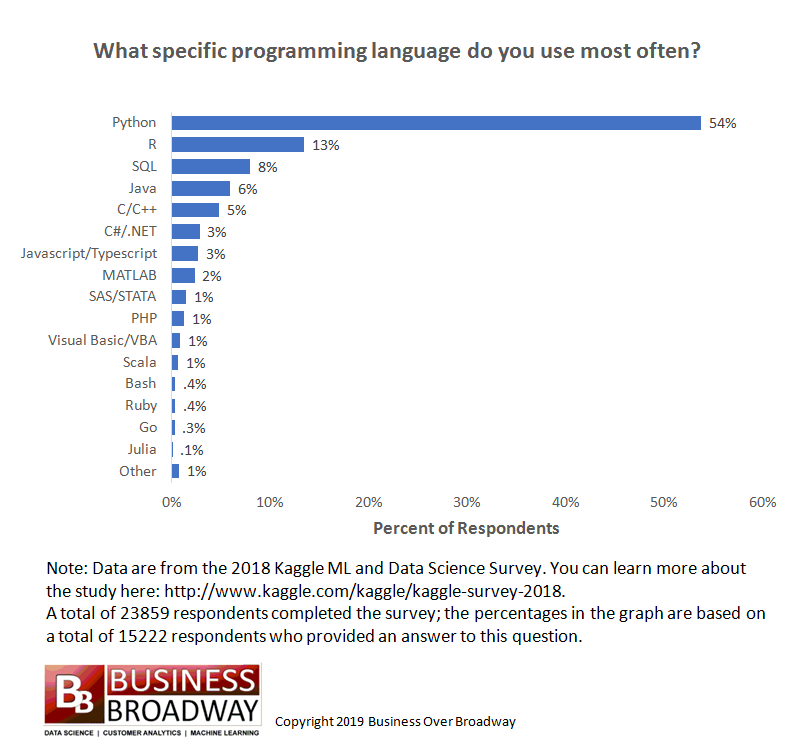 What specific programming language do you use most often?
Python 54%
R 13%
SQL 8%
Java 6%
C/C++ 5%
C#/.NET 3%
Javascript/Typescript 3%
MATLAB 2%
SAS/STATA 1%
PHP 1%
Visual Basic/VBA 1%
Scala 1%
Bash .4%
Ruby .4%
Go .3%
Julia .1%
Other 1%
0% 10% 20% 30% 40% 50% 60%
Percent of Respondents
Note: Data are from the 2018 Kaggle ML and Data Science Survey. You can learn more about
the study here: http://www.kaggle.com/kaggle/kaggle-survey-2018.
A total of 23859 respondents completed the survey; the percentages in the graph are based on
a total of 15222 respondents who provided an answer to this question.
BB BUSINESS
BROADWAY
DATA SCIENCE | CUSTOMER ANALYTICS | MACHINE LEARNING
Copyright 2019 Business Over Broadway